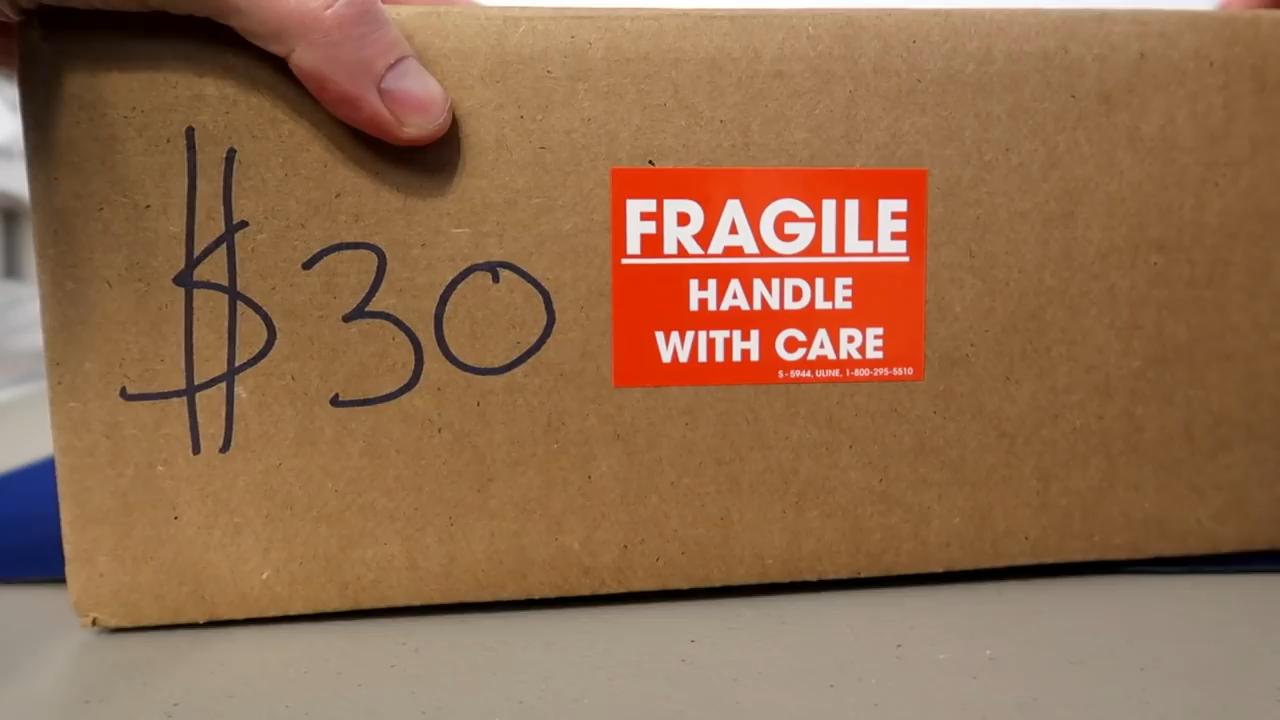 $30
FRAGILE
HANDLE
WITH CARE
S-5944, ULINE, 1-800-295-5510